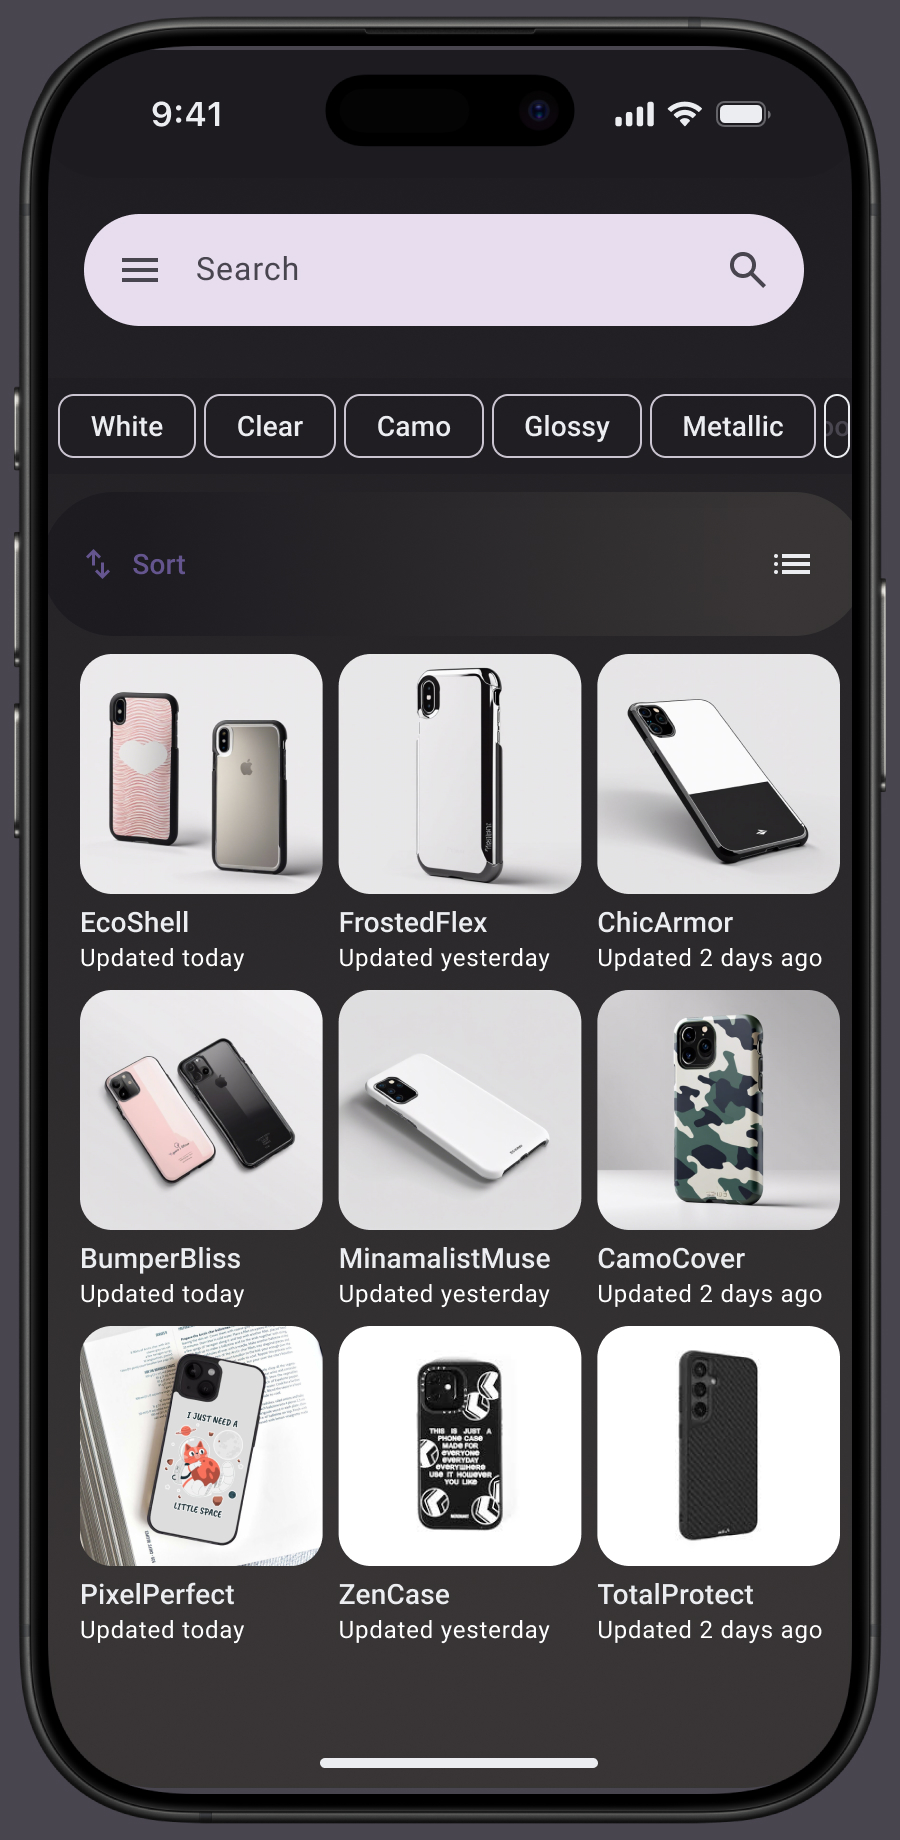 9:41
Search
White
Clear
Camo
Glossy
Metallic
Sort
EcoShell
FrostedFlex
ChicArmor
Updated today
Updated yesterday
Updated 2 days ago
BumperBliss
MinamalistMuse
CamoCover
Updated today
Updated yesterday
Updated 2 days ago
I JUST NEED A
LITTLE SPACE
THIS IS JUST A
PHONE CASE
MADE FOR
EVERYONE
EVERYDAY
EVERYWHERE
USE IT HOWEVER
YOU LIKE
PixelPerfect
ZenCase
TotalProtect
Updated today
Updated yesterday
Updated 2 days ago